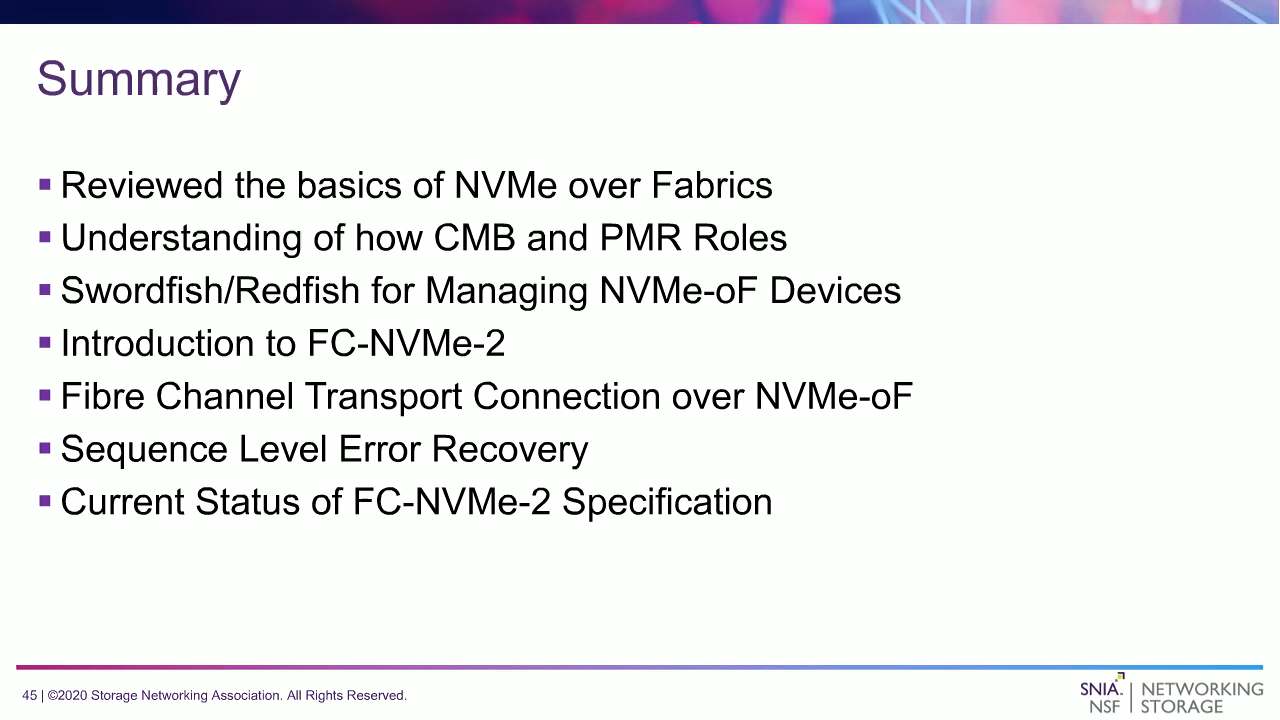 Summary
Reviewed the basics of NVMe over Fabrics
Understanding of how CMB and PMR Roles
Swordfish/Redfish for Managing NVMe-oF Devices
Introduction to FC-NVMe-2
Fibre Channel Transport Connection over NVMe-oF
Sequence Level Error Recovery
Current Status of FC-NVMe-2 Specification
45 | ©2020 Storage Networking Association. All Rights Reserved.
SNIA | NETWORKING
NSF | STORAGE